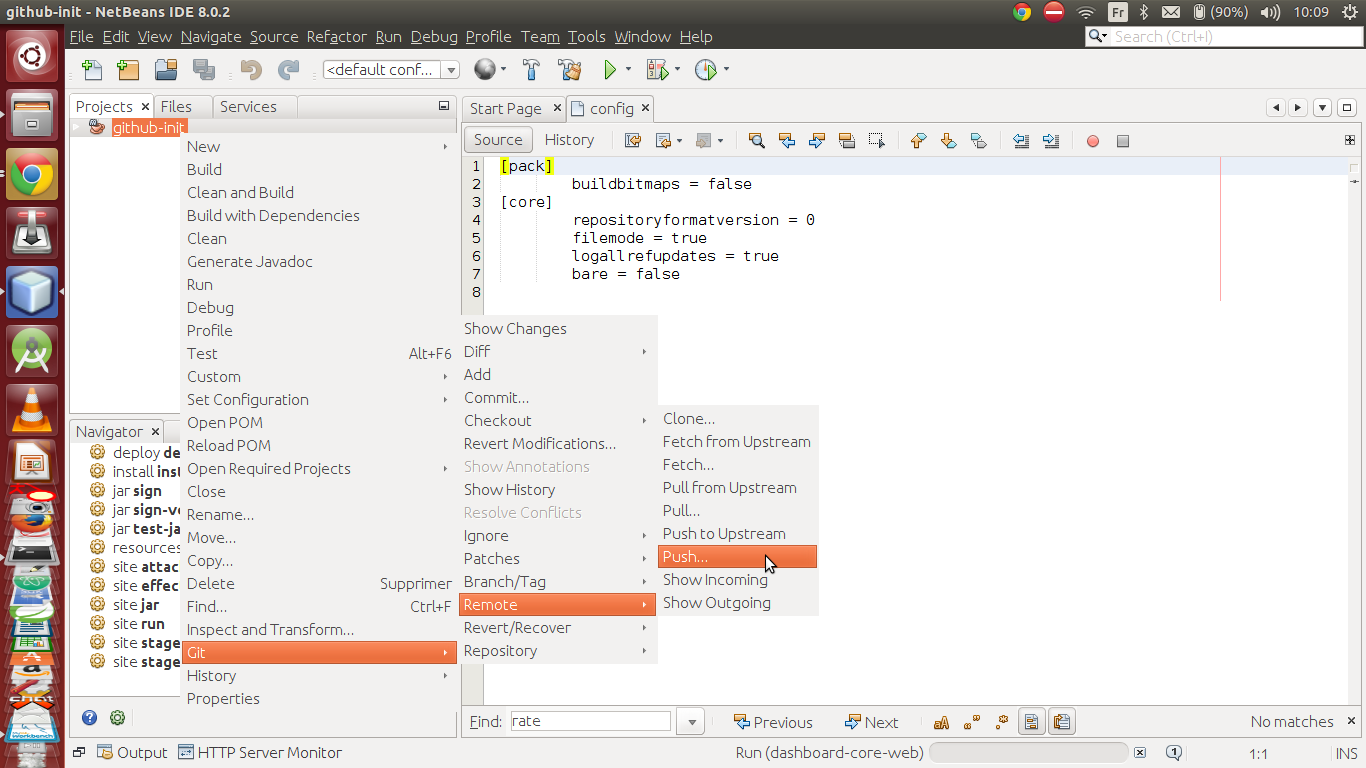 github-init - NetBeans IDE 8.0.2
Fr
(90%)
10:09
File Edit View Navigate Source Refactor Run Debug Profile Team Tools Window Help
Search (Ctrl+I)
<default conf...
Projects Files Services
github-init
New
Build
Clean and Build
Build with Dependencies
Clean
Generate Javadoc
Run
Debug
Profile
Test Alt+F6
Custom
Set Configuration
Open POM
Reload POM
Open Required Projects
Close
Rename...
Move...
Copy...
Delete Supprimer
Find... Ctrl+F
Inspect and Transform...
Git
History
Properties
Show Changes
Diff
Add
Commit...
Checkout
Revert Modifications...
Show Annotations
Show History
Resolve Conflicts
Ignore
Patches
Branch/Tag
Remote
Revert/Recover
Repository
Clone...
Fetch from Upstream
Fetch...
Pull from Upstream
Pull...
Push to Upstream
Push...
Show Incoming
Show Outgoing
Start Page config
Source History
1 [pack]
2 buildbitmaps = false
3 [core]
4 repositoryformatversion = 0
5 filemode = true
6 logallrefupdates = true
7 bare = false
8
Navigator
deploy de
install inst
jar sign
jar sign-ve
jar test-ja
resources
site attac
site effec
site jar
site run
site stage
site stage
Find: rate
Previous
Next
No matches
Output HTTP Server Monitor
Run (dashboard-core-web)
1
1:1
INS